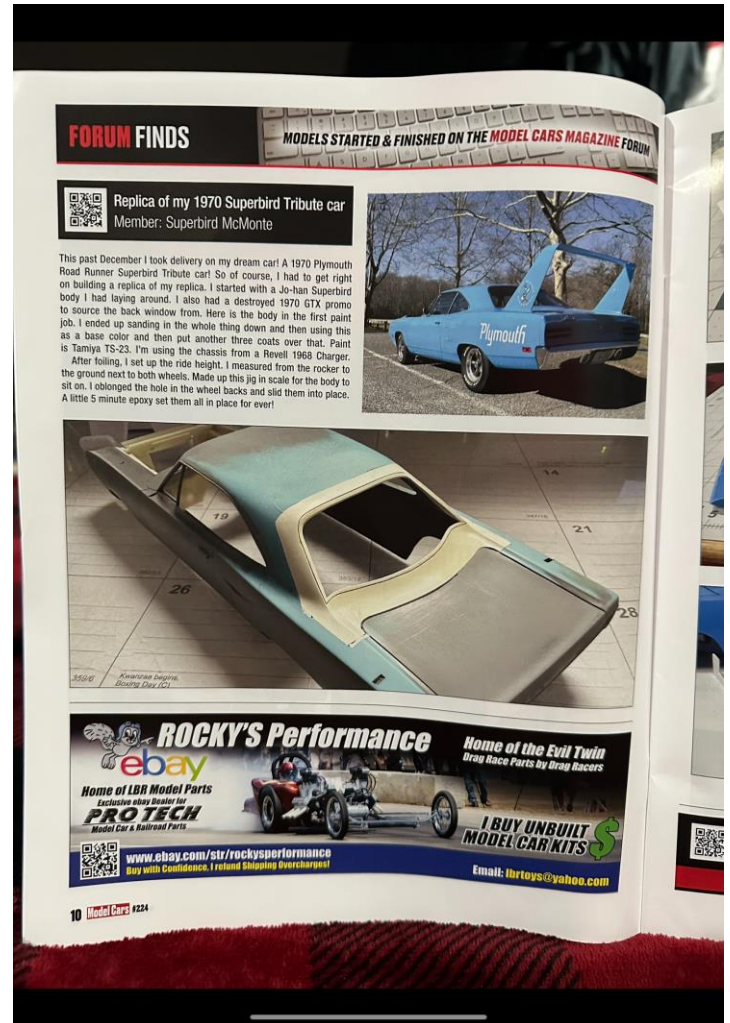 FORUM FINDS
MODELS STARTED & FINISHED ON THE MODEL CARS MAGAZINE FORUM
Replica of my 1970 Superbird Tribute car
Member: Superbird McMonte
This past December I took delivery on my dream car! A 1970 Plymouth
Road Runner Superbird Tribute car! So of course, I had to get right
on building a replica of my replica. I started with a Jo-han Superbird
body I had laying around. I also had a destroyed 1970 GTX promo
to source the back window from. Here is the body in the first paint
job. I ended up sanding in the whole thing down and then using this
as a base color and then put another three coats over that. Paint
is Tamiya TS-23. I'm using the chassis from a Revell 1968 Charger.
After foiling, I set up the ride height. I measured from the rocker to
the ground next to both wheels. Made up this jig in scale for the body to
sit on. I oblonged the hole in the wheel backs and slid them into place.
A little 5 minute epoxy set them all in place for ever!
Plymouth
14
19
21
26
28
359/6
Kwanzaa begins
Boxing Day (C)
ROCKY'S Performance
ebay
Home of LBR Model Parts
Exclusive ebay Dealer for
PRO TECH
Model Car & Railroad Parts
Home of the Evil Twin
Drag Race Parts by Drag Racers
I BUY UNBUILT
MODEL CAR KITS
$
www.ebay.com/str/rockysperformance
Buy with Confidence, I refund Shipping Overcharges!
Email: lbrtoys@yahoo.com
10 Model Cars #224